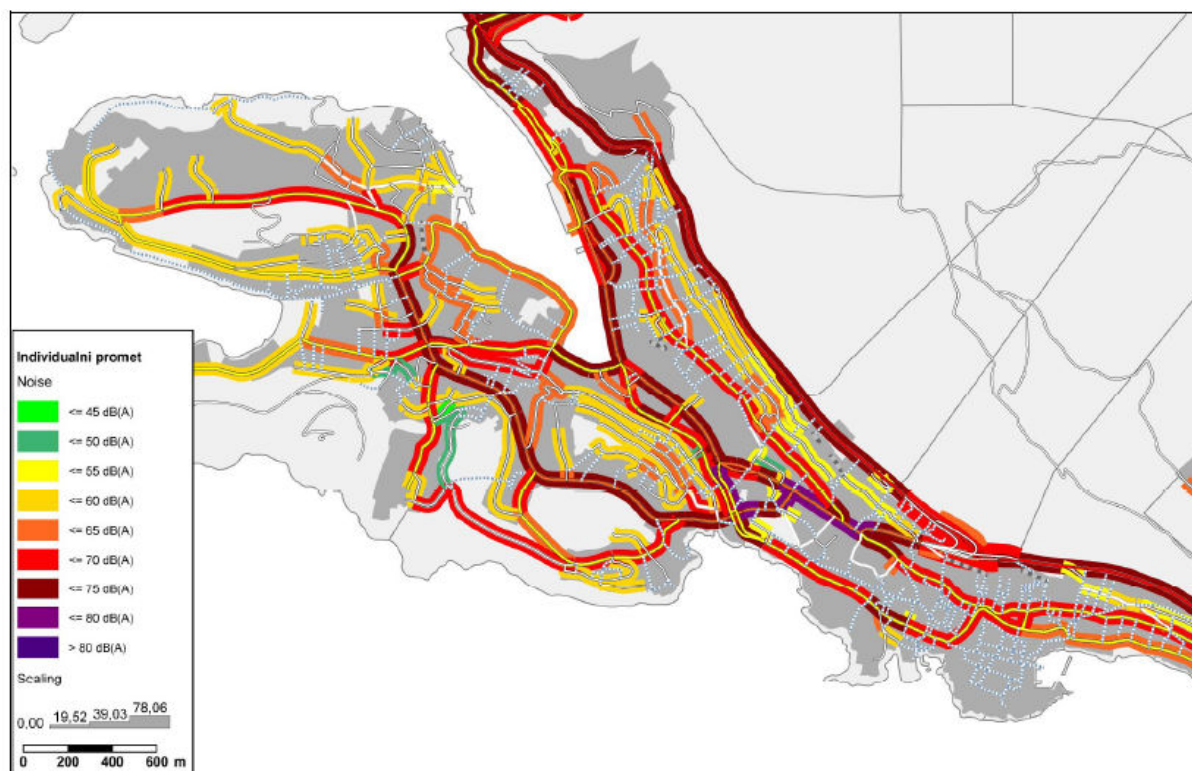 Individualni promet
Noise
<= 45 dB(A)
<= 50 dB(A)
<= 55 dB(A)
<= 60 dB(A)
<= 65 dB(A)
<= 70 dB(A)
<= 75 dB(A)
<= 80 dB(A)
> 80 dB(A)
Scaling
0,00 19,52 39,03 78,06
0 200 400 600 m